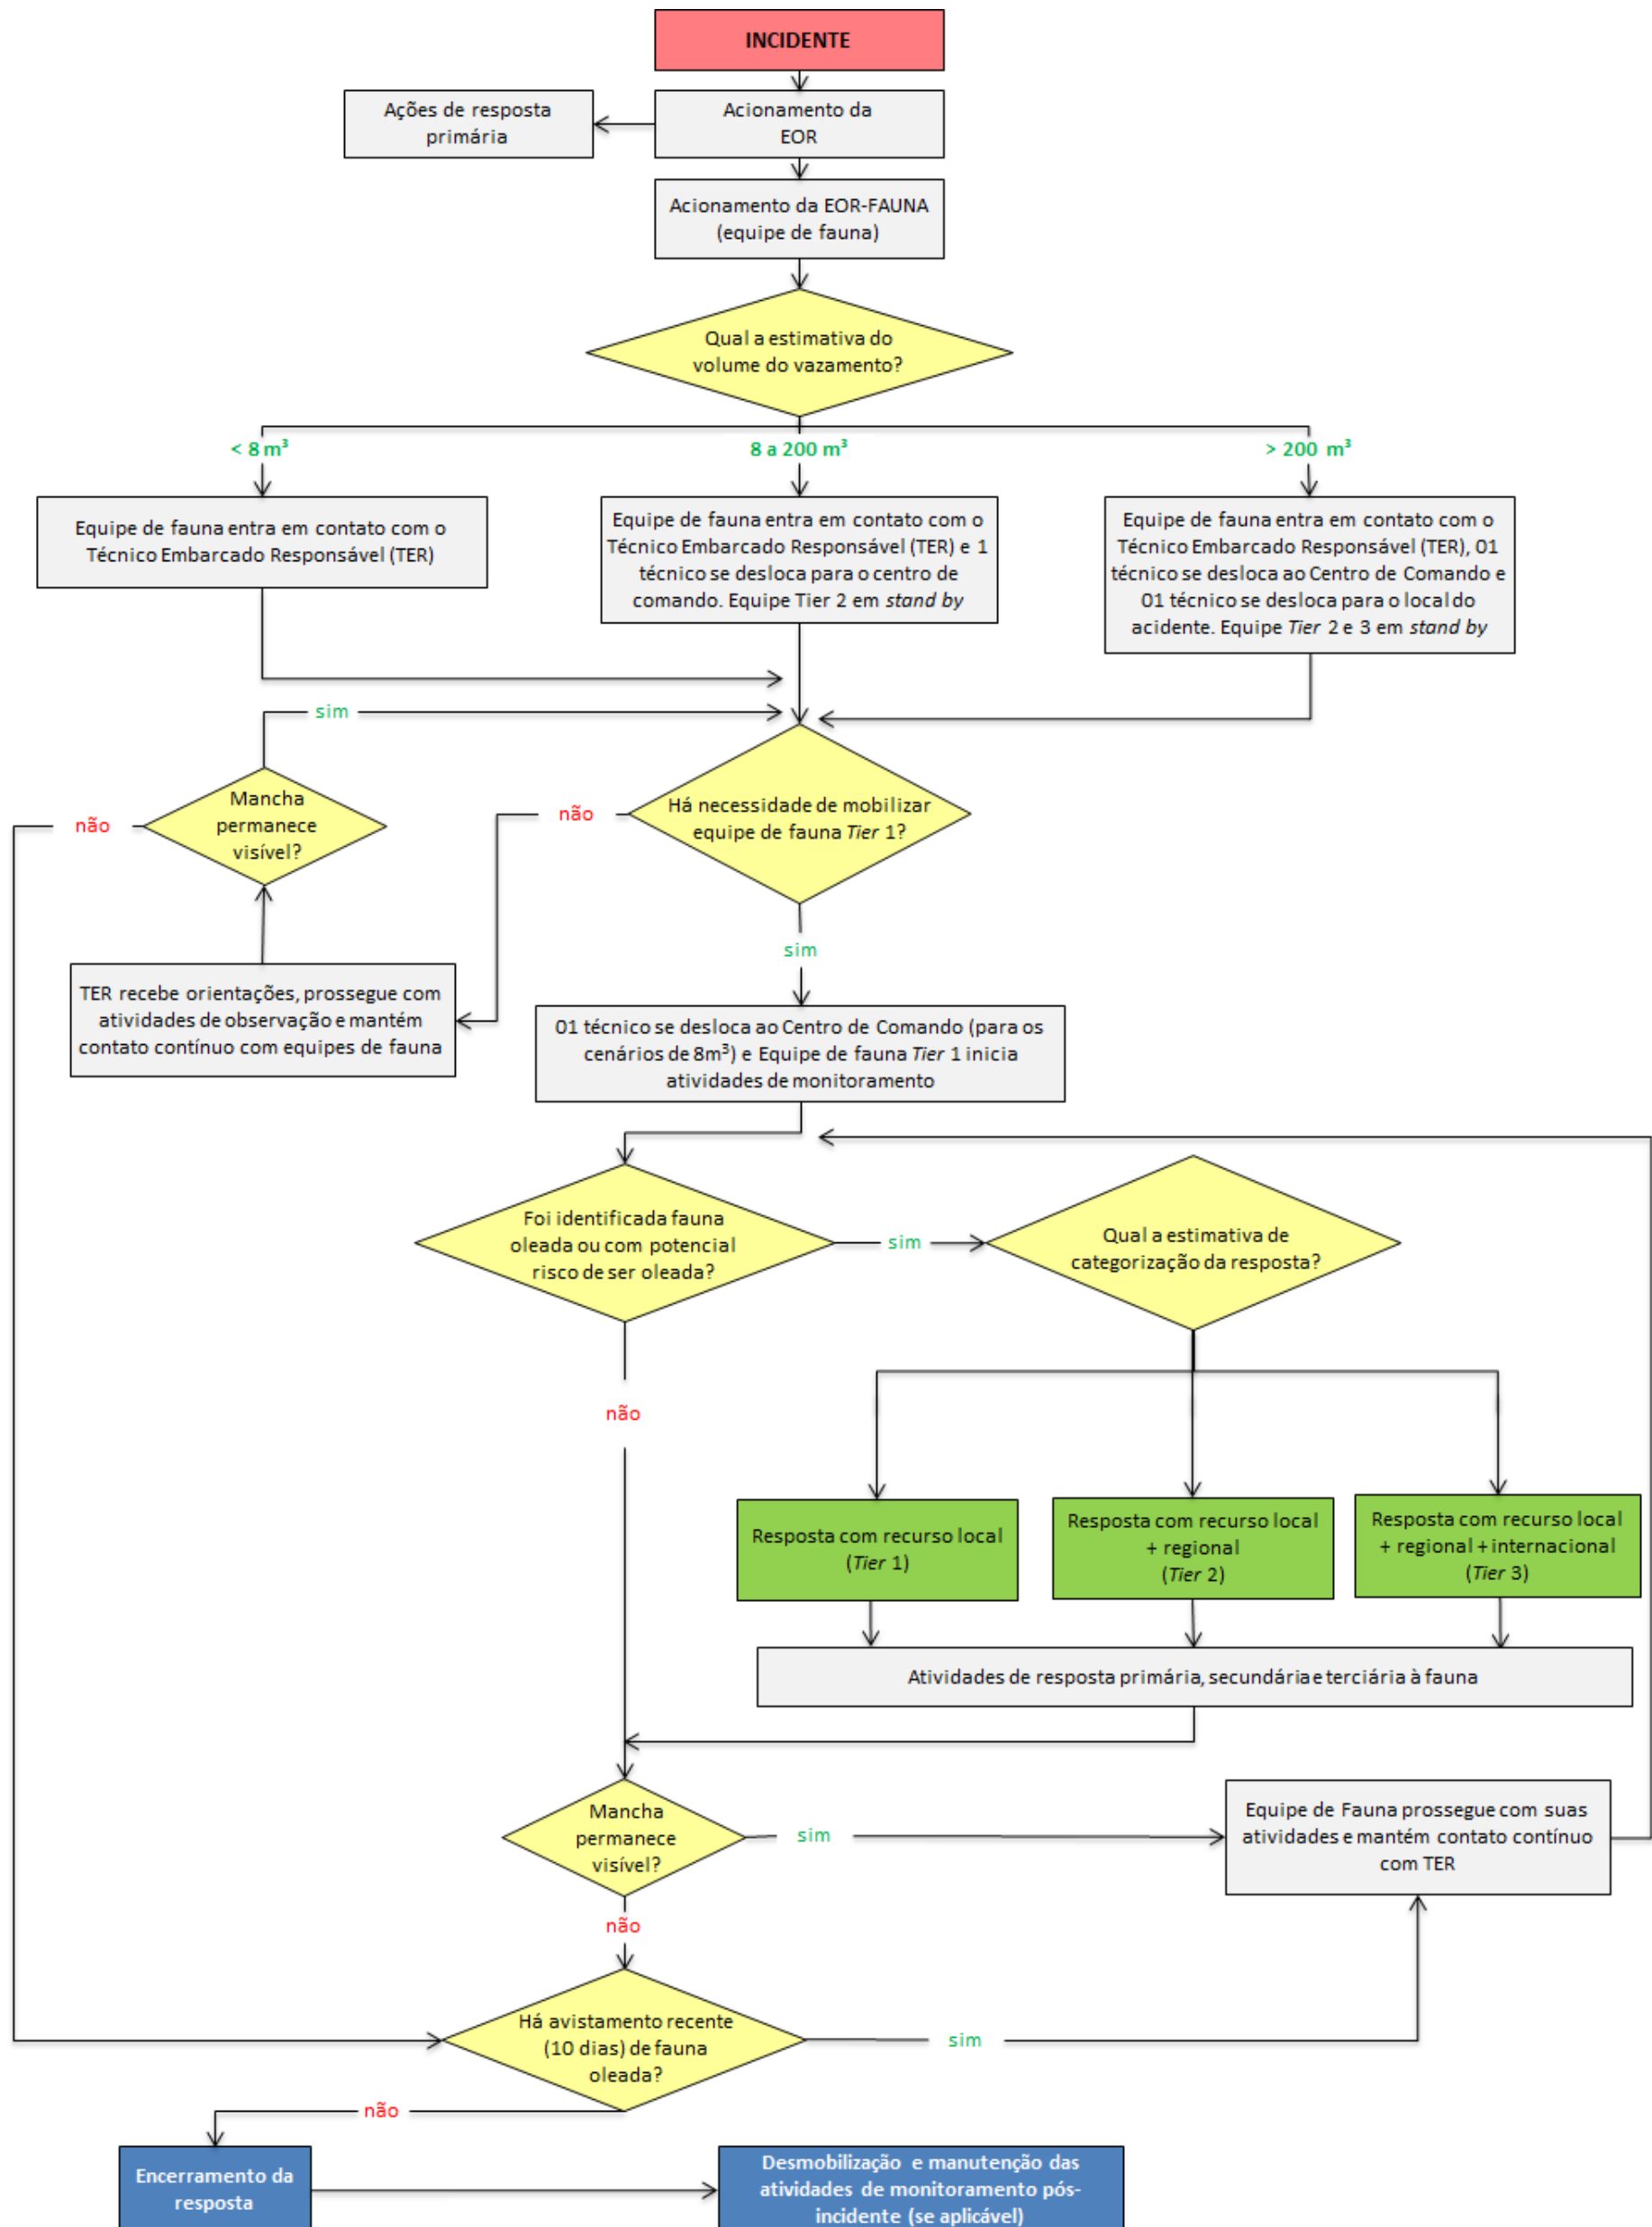 INCIDENTE
Ações de resposta
primária
Acionamento da
EOR
Acionamento da EOR-FAUNA
(equipe de fauna)
Qual a estimativa do
volume do vazamento?
< 8 m³
8 a 200 m³
> 200 m³
Equipe de fauna entra em contato com o
Técnico Embarcado Responsável (TER)
Equipe de fauna entra em contato com o
Técnico Embarcado Responsável (TER) e 1
técnico se desloca para o centro de
comando. Equipe Tier 2 em stand by
Equipe de fauna entra em contato com o
Técnico Embarcado Responsável (TER), 01
técnico se desloca ao Centro de Comando e
01 técnico se desloca para o local do
acidente. Equipe Tier 2 e 3 em stand by
sim
Mancha
permanece
visível?
não
não
Há necessidade de mobilizar
equipe de fauna Tier 1?
sim
TER recebe orientações, prossegue com
atividades de observação e mantém
contato contínuo com equipes de fauna
01 técnico se desloca ao Centro de Comando (para os
cenários de 8m³) e Equipe de fauna Tier 1 inicia
atividades de monitoramento
Foi identificada fauna
oleada ou com potencial
risco de ser oleada?
sim
Qual a estimativa de
categorização da resposta?
não
Resposta com recurso local
(Tier 1)
Resposta com recurso local
+ regional
(Tier 2)
Resposta com recurso local
+ regional + internacional
(Tier 3)
Atividades de resposta primária, secundária e terciária à fauna
Mancha
permanece
visível?
sim
Equipe de Fauna prossegue com suas
atividades e mantém contato contínuo
com TER
não
Há avistamento recente
(10 dias) de fauna
oleada?
sim
não
Encerramento da
resposta
Desmobilização e manutenção das
atividades de monitoramento pós-
incidente (se aplicável)